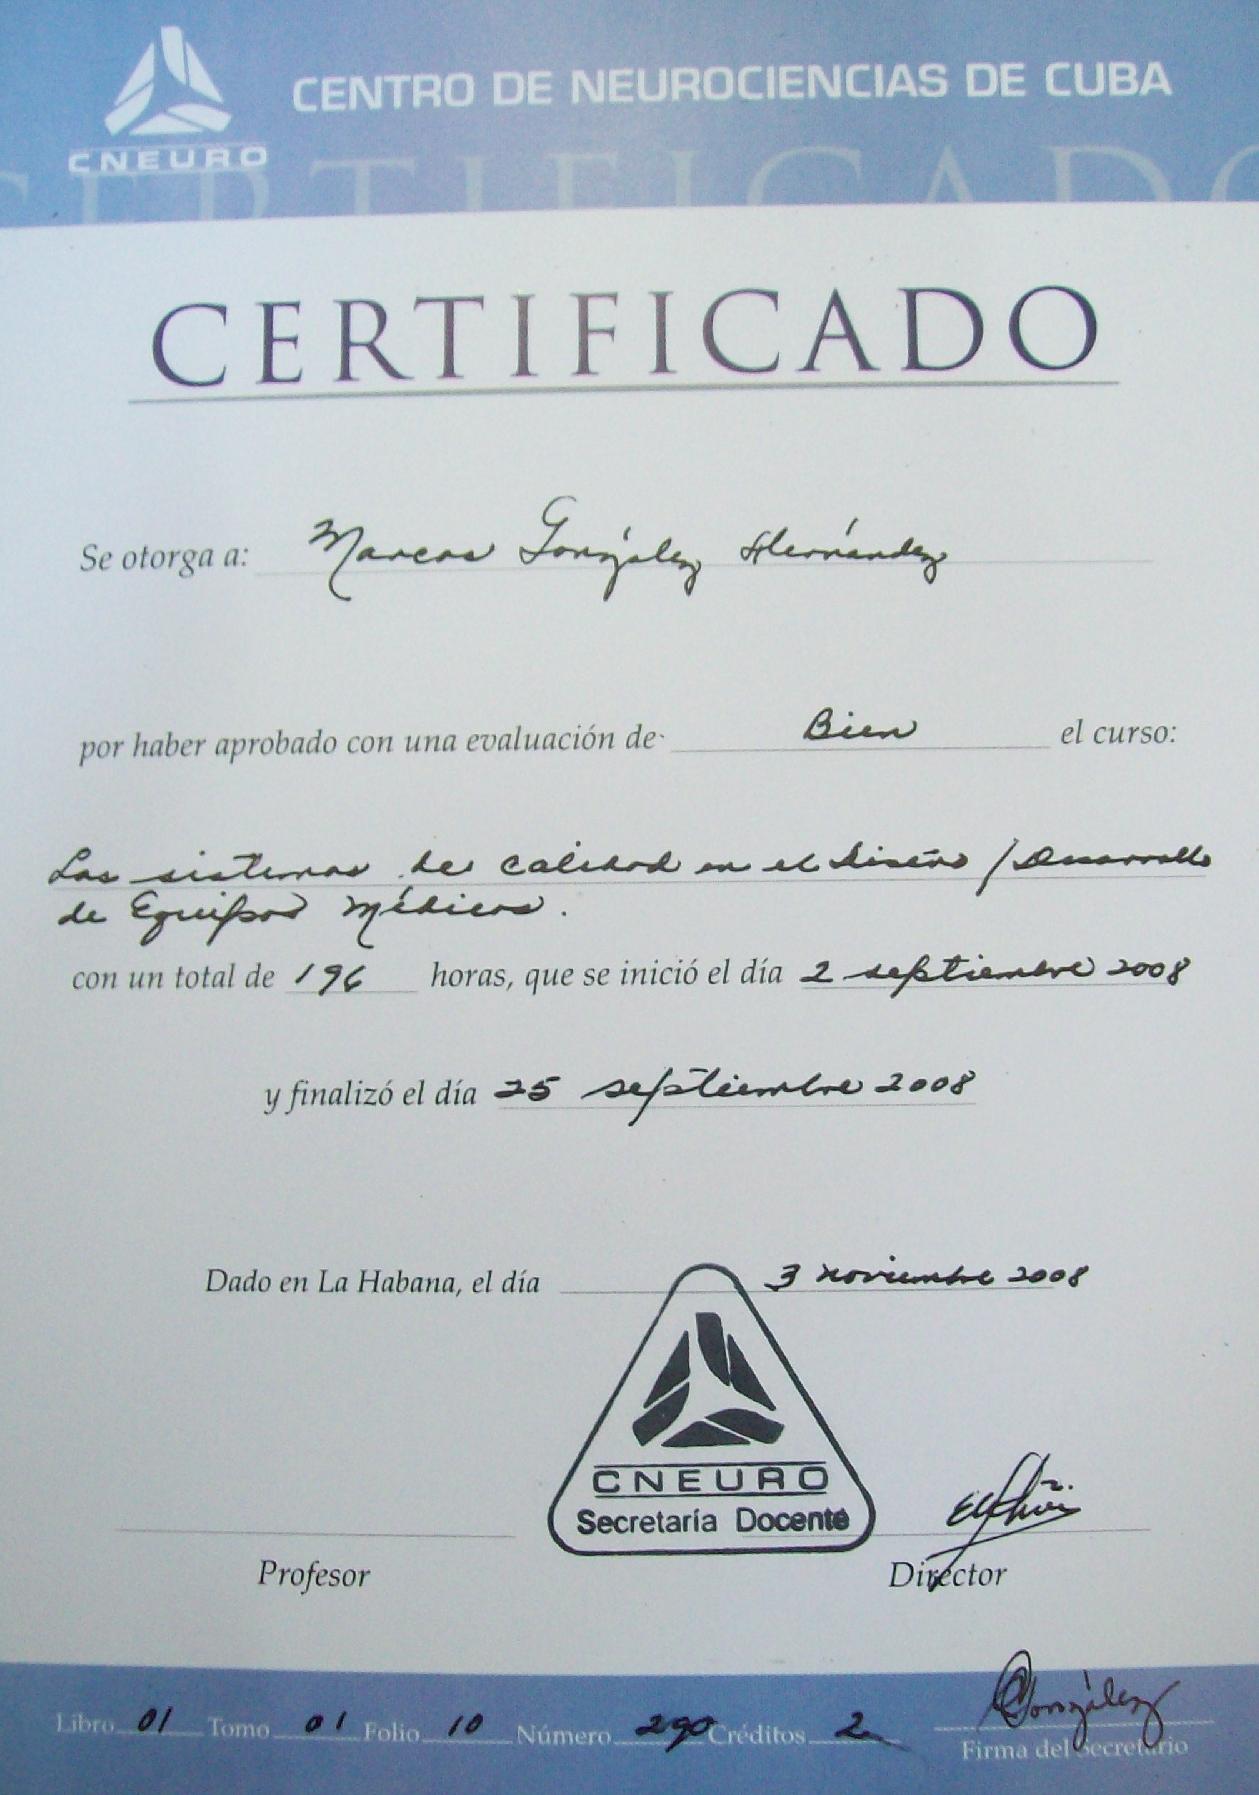 CNEURO
CENTRO DE NEUROCIENCIAS DE CUBA
CERTIFICADO
CERTIFICADO
Se otorga a: Marcos González Hernández
por haber aprobado con una evaluación de Bien el curso:
Los sistemas de calidad en el diseño / Desarrollo
de Equipos Médicos.
con un total de 196 horas, que se inició el día 2 septiembre 2008
y finalizó el día 25 septiembre 2008
Dado en La Habana, el día 3 noviembre 2008
CNEURO
Secretaría Docente
Profesor Director
González
Libro 01 Tomo 01 Folio 10 Número 290 Créditos 2
Firma del Secretario